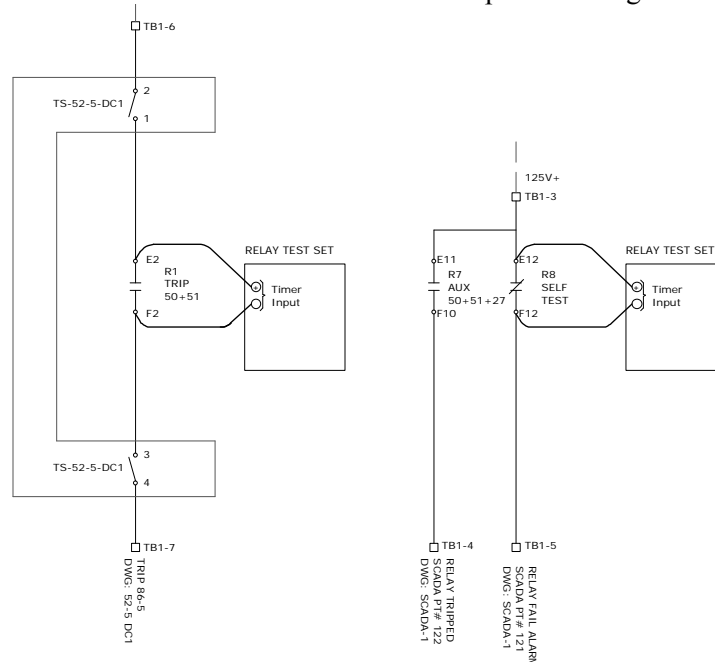 TB1-6
2
TS-52-5-DC1
1
E2
R1
TRIP
50+51
F2
RELAY TEST SET
+
Timer
Input
TS-52-5-DC1
3
4
TB1-7
TRIP 86-5
DWG: 52-5 DC1
125V+
TB1-3
E11
R7
AUX
50+51+27
F10
E12
R8
SELF
TEST
F12
RELAY TEST SET
+
Timer
Input
TB1-4
RELAY TRIPPED
SCADA PT# 122
DWG: SCADA-1
TB1-5
RELAY FAIL ALARM
SCADA PT# 121
DWG: SCADA-1